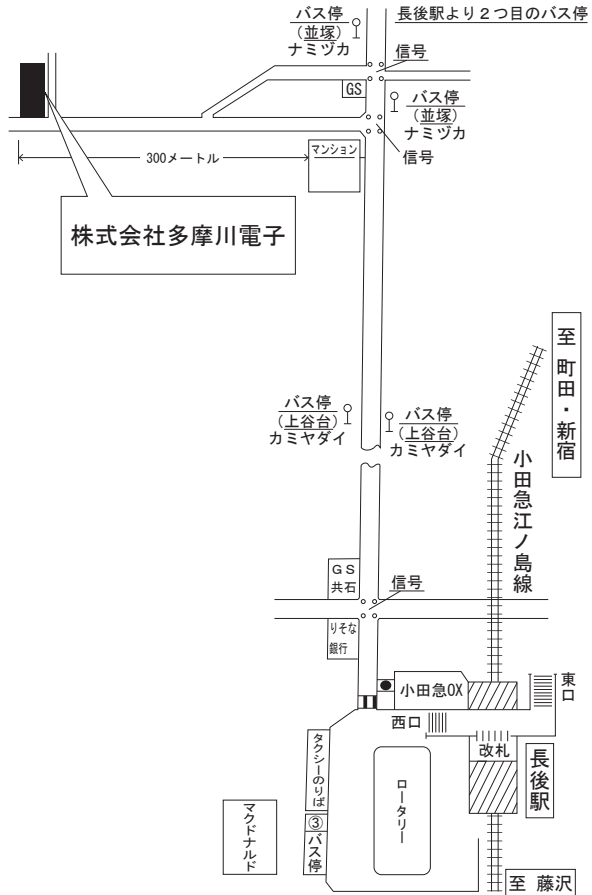 バス停
(並塚)
ナミヅカ
長後駅より２つ目のバス停
信号
GS
バス停
(並塚)
ナミヅカ
信号
マンション
300メートル
株式会社多摩川電子
至 町田・新宿
バス停
(上谷台)
カミヤダイ
バス停
(上谷台)
カミヤダイ
小田急江ノ島線
ＧＳ
共石
信号
りそな
銀行
小田急OX
東口
西口
改札
長後駅
タクシーのりば
③バス停
ロータリー
マクドナルド
至 藤沢